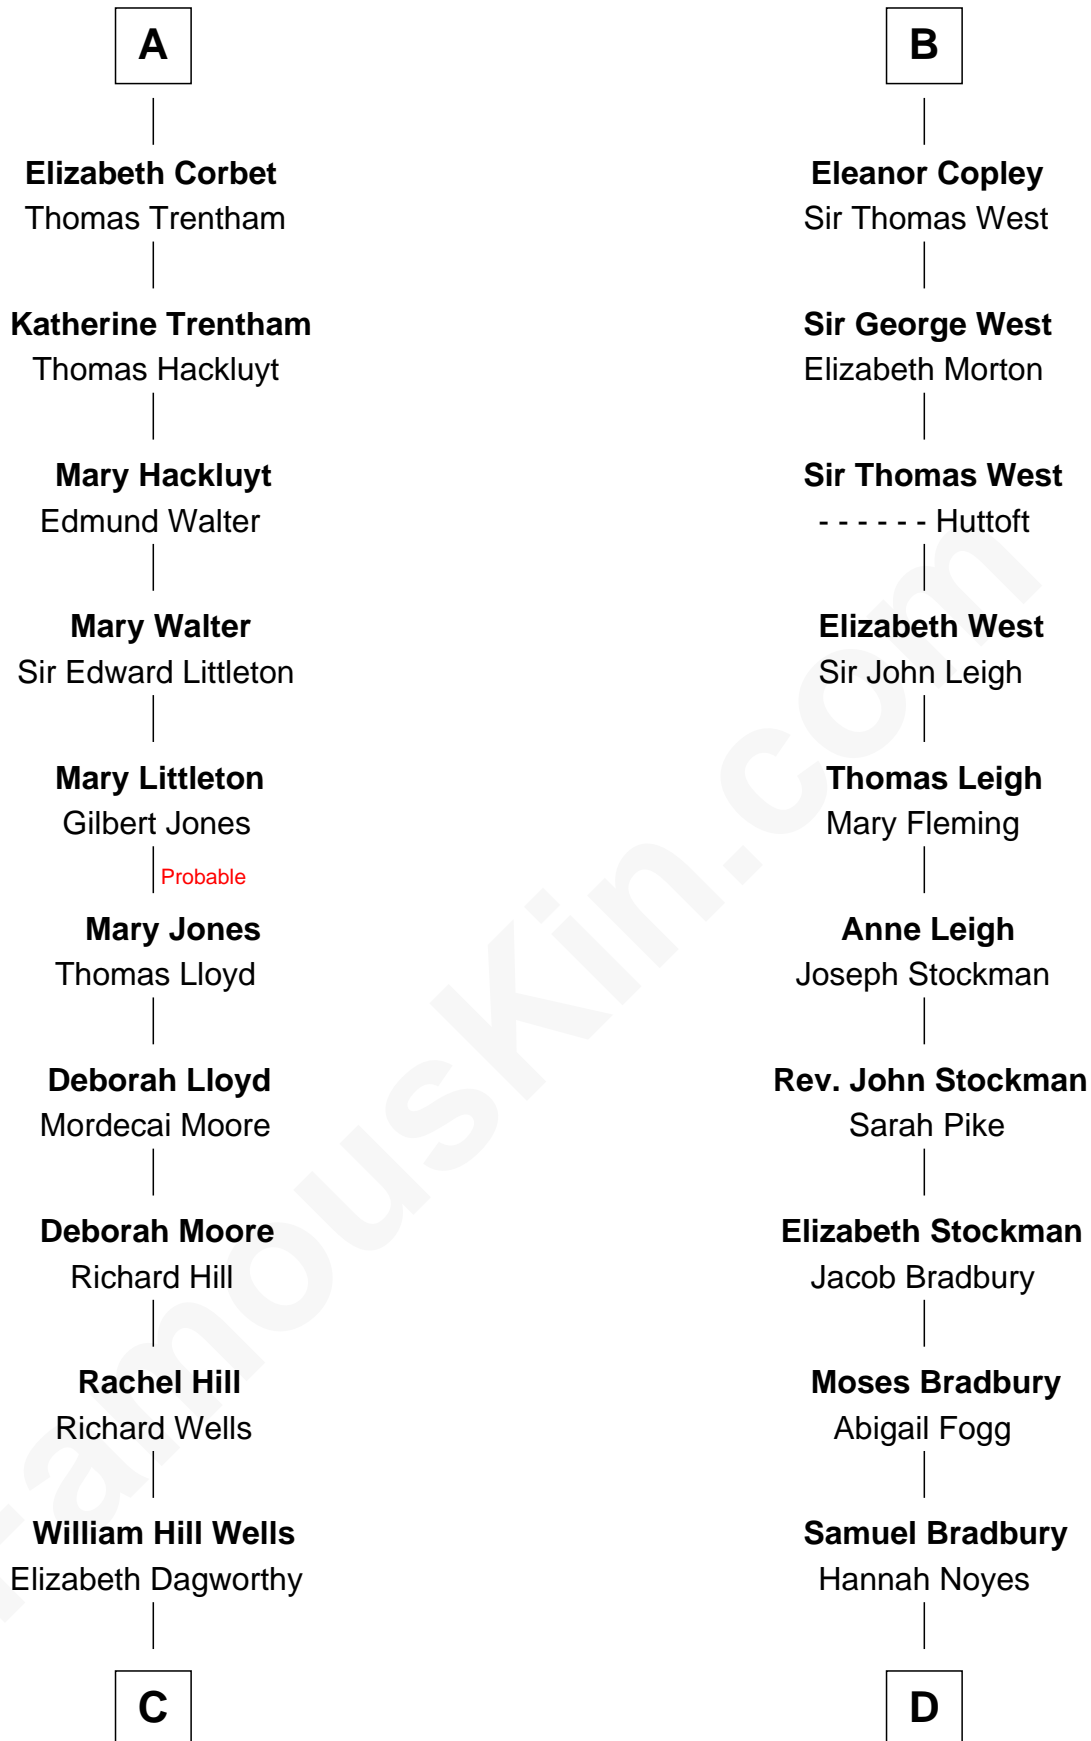 A
Elizabeth Corbet
Thomas Trentham
Katherine Trentham
Thomas Hackluyt
Mary Hackluyt
Edmund Walter
Mary Walter
Sir Edward Littleton
Mary Littleton
Gilbert Jones
Probable
Mary Jones
Thomas Lloyd
Deborah Lloyd
Mordecai Moore
Deborah Moore
Richard Hill
Rachel Hill
Richard Wells
William Hill Wells
Elizabeth Dagworthy
C
B
Eleanor Copley
Sir Thomas West
Sir George West
Elizabeth Morton
Sir Thomas West
- - - - - - Huttoft
Elizabeth West
Sir John Leigh
Thomas Leigh
Mary Fleming
Anne Leigh
Joseph Stockman
Rev. John Stockman
Sarah Pike
Elizabeth Stockman
Jacob Bradbury
Moses Bradbury
Abigail Fogg
Samuel Bradbury
Hannah Noyes
D
FamousKin.com